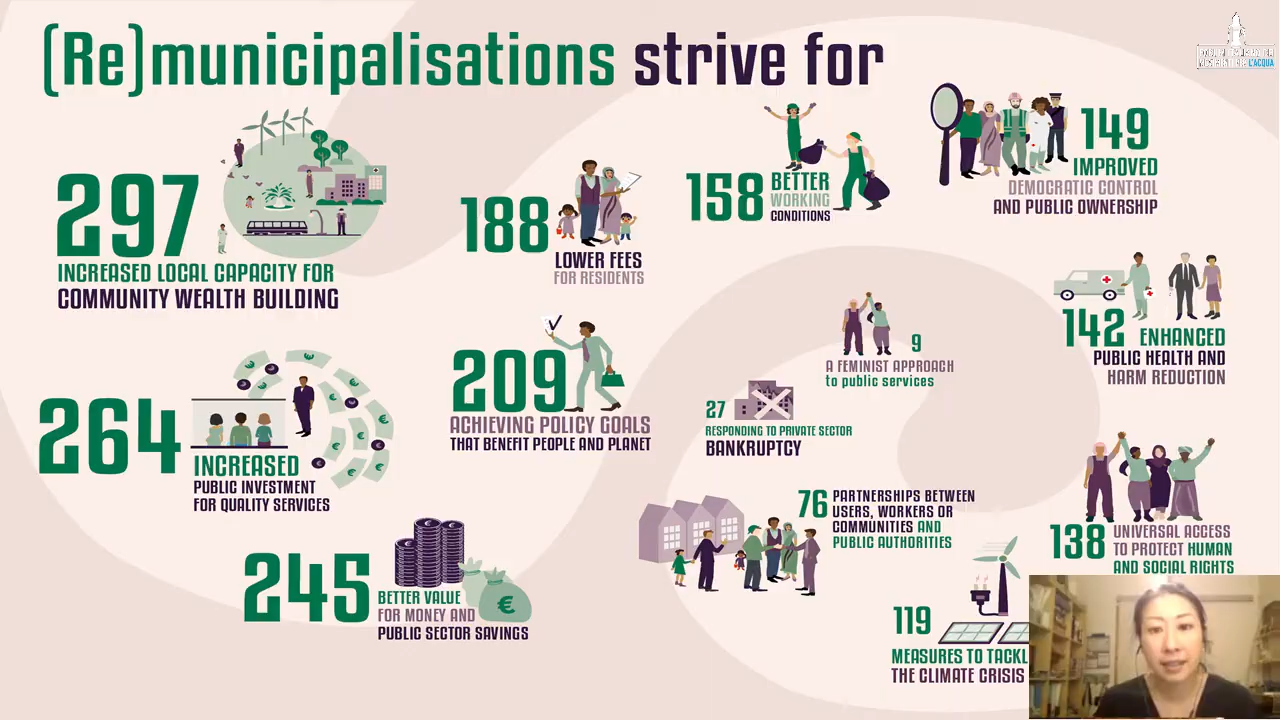 (Re)municipalisations strive for
297
INCREASED LOCAL CAPACITY FOR
COMMUNITY WEALTH BUILDING
188
LOWER FEES
FOR RESIDENTS
158
BETTER
WORKING
CONDITIONS
149
IMPROVED
DEMOCRATIC CONTROL
AND PUBLIC OWNERSHIP
264
INCREASED
PUBLIC INVESTMENT
FOR QUALITY SERVICES
209
ACHIEVING POLICY GOALS
THAT BENEFIT PEOPLE AND PLANET
9
A FEMINIST APPROACH
to public services
142 ENHANCED
PUBLIC HEALTH AND
HARM REDUCTION
27
RESPONDING TO PRIVATE SECTOR
BANKRUPTCY
245
BETTER VALUE
FOR MONEY AND
PUBLIC SECTOR SAVINGS
76
PARTNERSHIPS BETWEEN
USERS, WORKERS OR
COMMUNITIES AND
PUBLIC AUTHORITIES
138
UNIVERSAL ACCESS
TO PROTECT HUMAN
AND SOCIAL RIGHTS
119
MEASURES TO TACKL
THE CLIMATE CRISIS
L'ACQUA